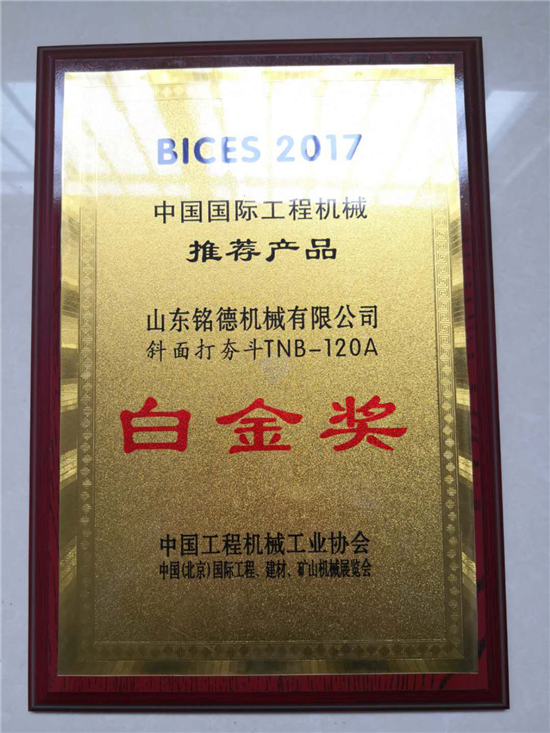 BICES 2017
中国国际工程机械
推荐产品
山东铭德机械有限公司
斜面打夯斗TNB-120A
白金奖
中国工程机械工业协会
中国(北京)国际工程、建材、矿山机械展览会